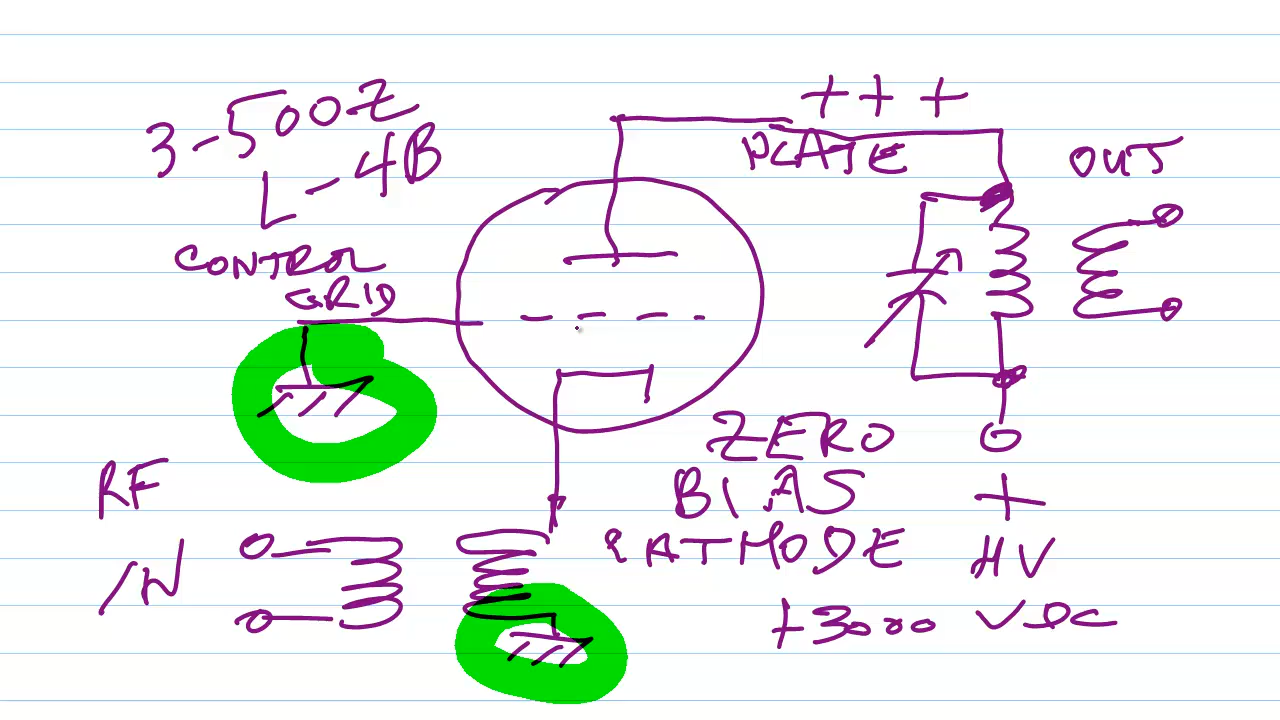 3-500Z
L-4B
+++
PLATE
OUT
CONTROL
GRID
ZERO
BIAS
CATHODE
RF
IN
+
HV
+3000 VDC